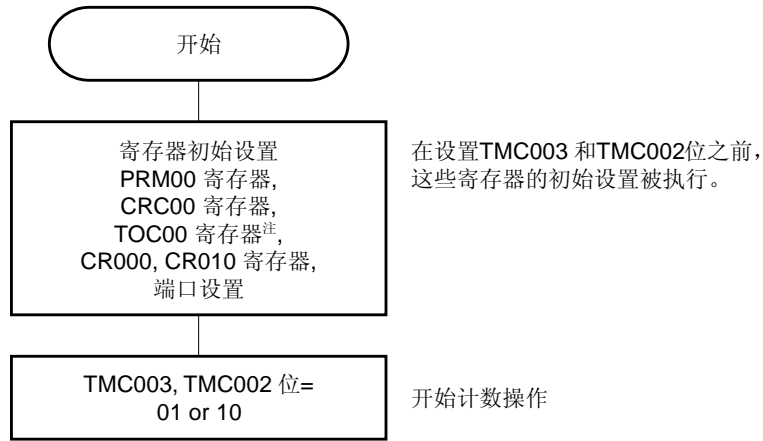 开始
寄存器初始设置
PRM00 寄存器,
CRC00 寄存器,
TOC00 寄存器注,
CR000, CR010 寄存器,
端口设置
在设置TMC003 和TMC002位之前，
这些寄存器的初始设置被执行。
TMC003, TMC002 位=
01 or 10
开始计数操作